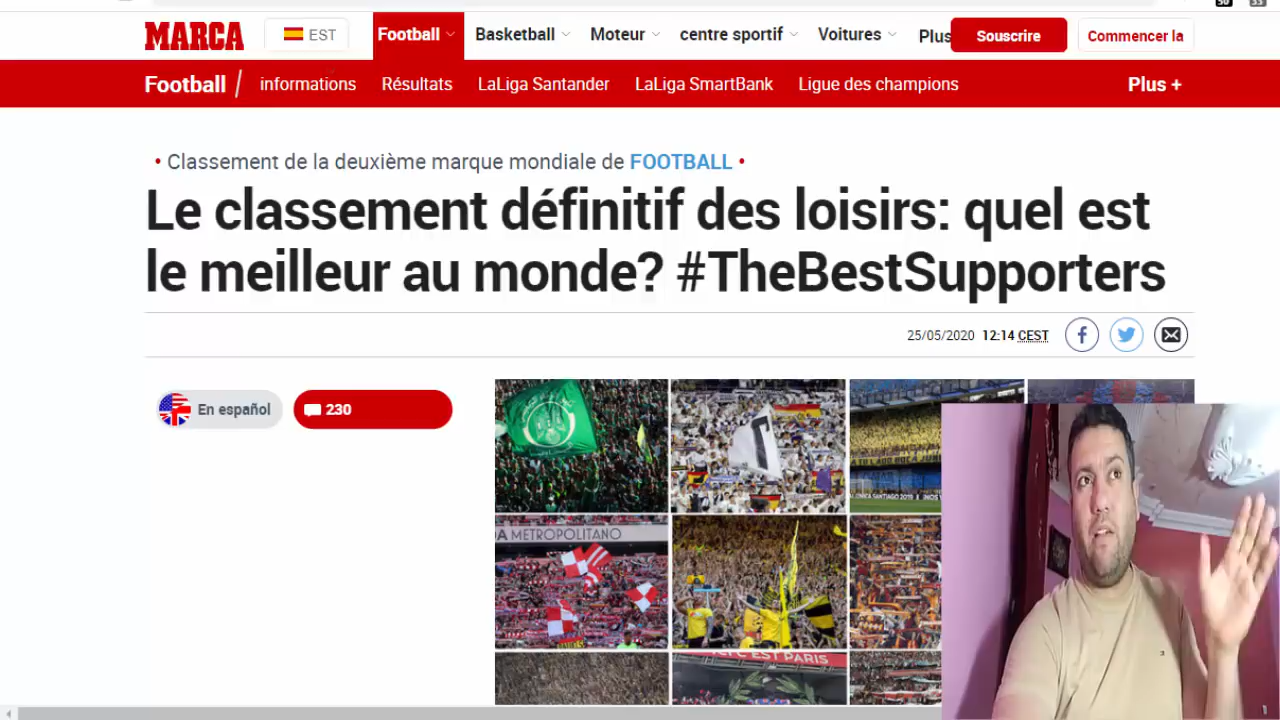 MARCA
EST
Football
Basketball
Moteur
centre sportif
Voitures
Plus
Souscrire
Commencer la
Football /
informations
Résultats
LaLiga Santander
LaLiga SmartBank
Ligue des champions
Plus +
• Classement de la deuxième marque mondiale de FOOTBALL •
Le classement définitif des loisirs: quel est
le meilleur au monde? #TheBestSupporters
25/05/2020 12:14 CEST
En español
230
METROPOLITANO
EST PARIS